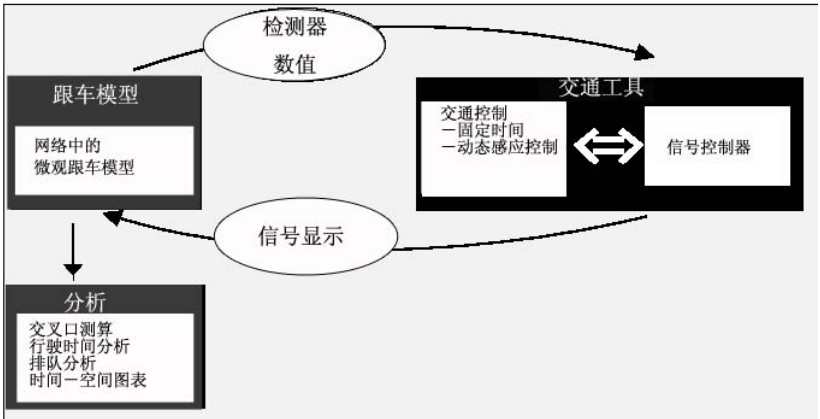 检测器
数值
跟车模型
网络中的
微观跟车模型
交通工具
交通控制
－固定时间
－动态感应控制
信号控制器
信号显示
分析
交叉口测算
行驶时间分析
排队分析
时间－空间图表